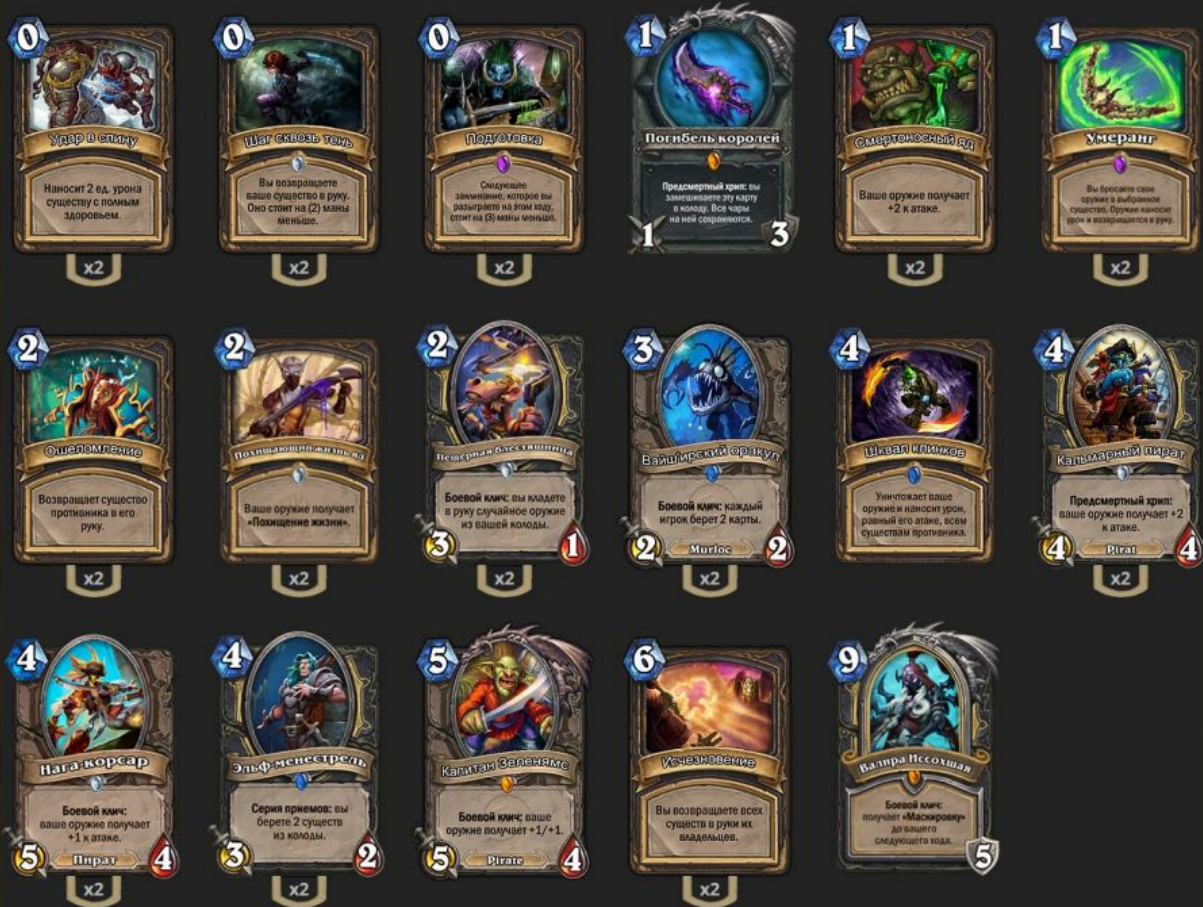 0
Удар в спину
Наносит 2 ед. урона
существу с полным
здоровьем.
x2
0
Шаг сквозь тень
Вы возвращаете
ваше существо в руку.
Оно стоит на (2) маны
меньше.
x2
0
Подготовка
Следующее
заклинание, которое вы
разыграете на этом ходу,
стоит на (3) маны меньше.
x2
1
Погибель королей
Предсмертный хрип: вы
замешиваете эту карту
в колоду. Все чары
на ней сохраняются.
1
3
1
Смертоносный яд
Ваше оружие получает
+2 к атаке.
x2
1
Умеранг
Вы бросаете свое
оружие в выбранное
существо. Оружие наносит
урон и возвращается в руку.
x2
2
Ошеломление
Возвращает существо
противника в его
руку.
x2
2
Похищающий жизнь яд
Ваше оружие получает
«Похищение жизни».
x2
2
Пещерная блестяшница
Боевой клич: вы кладете
в руку случайное оружие
из вашей колоды.
3
1
x2
3
Вайш'ирский оракул
Боевой клич: каждый
игрок берет 2 карты.
2
Murloc
2
x2
4
Шквал клинков
Уничтожает ваше
оружие и наносит урон,
равный его атаке, всем
существам противника.
4
Кальмарный пират
Предсмертный хрип:
ваше оружие получает +2
к атаке.
4
Pirat
4
x2
4
Нага-корсар
Боевой клич:
ваше оружие получает
+1 к атаке.
5
Пират
4
x2
4
Эльф-менестрель
Серия приемов: вы
берете 2 существ
из колоды.
3
2
x2
5
Капитан Зеленямс
Боевой клич; ваше
оружие получает +1/+1.
5
Pirate
4
6
Исчезновение
Вы возвращаете всех
существ в руки их
владельцев.
x2
9
Валира Иссохшая
Боевой клич:
получает «Маскировку»
до вашего
следующего хода.
5